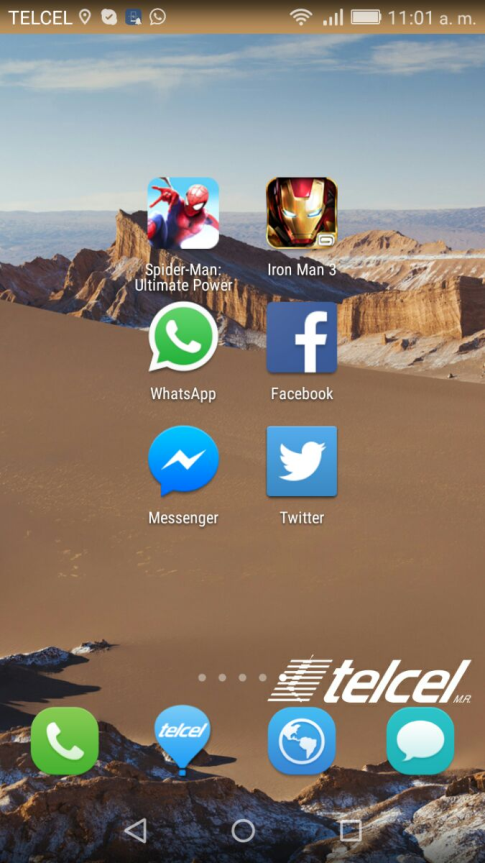 TELCEL
11:01 a. m.
Spider-Man:
Ultimate Power
Iron Man 3
WhatsApp
Facebook
Messenger
Twitter
telcel M.R.
telcel